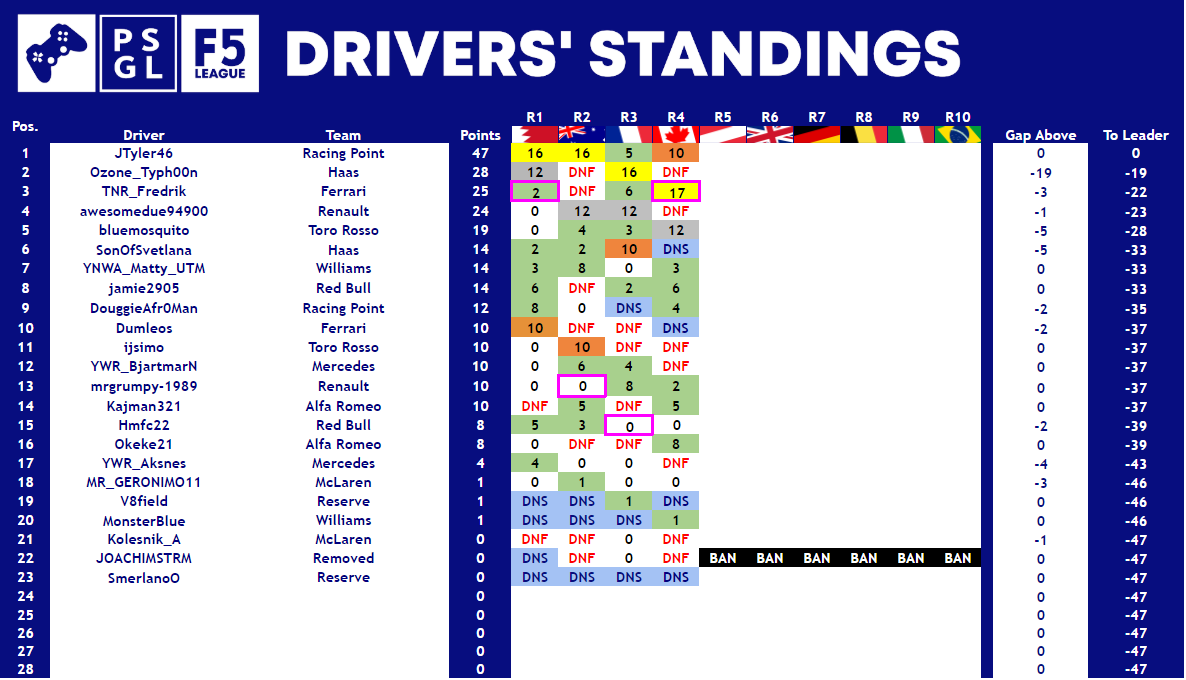 PS GL F5 LEAGUE DRIVERS' STANDINGS
R1 R2 R3 R4 R5 R6 R7 R8 R9 R10
Pos. Driver Team Points Gap Above To Leader
1 JTyler46 Racing Point 47 16 16 5 10 0 0
2 Ozone_Typh00n Haas 28 12 DNF 16 DNF -19 -19
3 TNR_Fredrik Ferrari 25 2 DNF 6 17 -3 -22
4 awesomedue94900 Renault 24 0 12 12 DNF -1 -23
5 bluemosquito Toro Rosso 19 0 4 3 12 -5 -28
6 SonOfSvetlana Haas 14 2 2 10 DNS -5 -33
7 YNWA_Matty_UTM Williams 14 3 8 0 3 0 -33
8 jamie2905 Red Bull 14 6 DNF 2 6 0 -33
9 DouggieAfr0Man Racing Point 12 8 0 DNS 4 -2 -35
10 Dumleos Ferrari 10 10 DNF DNF DNS -2 -37
11 ijsimo Toro Rosso 10 0 10 DNF DNF 0 -37
12 YWR_BjartmarN Mercedes 10 0 6 4 DNF 0 -37
13 mrgrumpy-1989 Renault 10 0 0 8 2 0 -37
14 Kajman321 Alfa Romeo 10 DNF 5 DNF 5 0 -37
15 Hmfc22 Red Bull 8 5 3 0 0 -2 -39
16 Okeke21 Alfa Romeo 8 0 DNF DNF 8 0 -39
17 YWR_Aksnes Mercedes 4 4 0 0 DNF -4 -43
18 MR_GERONIMO11 McLaren 1 0 1 0 0 -3 -46
19 V8field Reserve 1 DNS DNS 1 DNS 0 -46
20 MonsterBlue Williams 1 DNS DNS DNS 1 0 -46
21 Kolesnik_A McLaren 0 DNF DNF 0 DNF -1 -47
22 JOACHIMSTRM Removed 0 DNS DNF 0 DNF BAN BAN BAN BAN BAN BAN 0 -47
23 SmerlanoO Reserve 0 DNS DNS DNS DNS 0 -47
24 0 0 -47
25 0 0 -47
26 0 0 -47
27 0 0 -47
28 0 0 -47